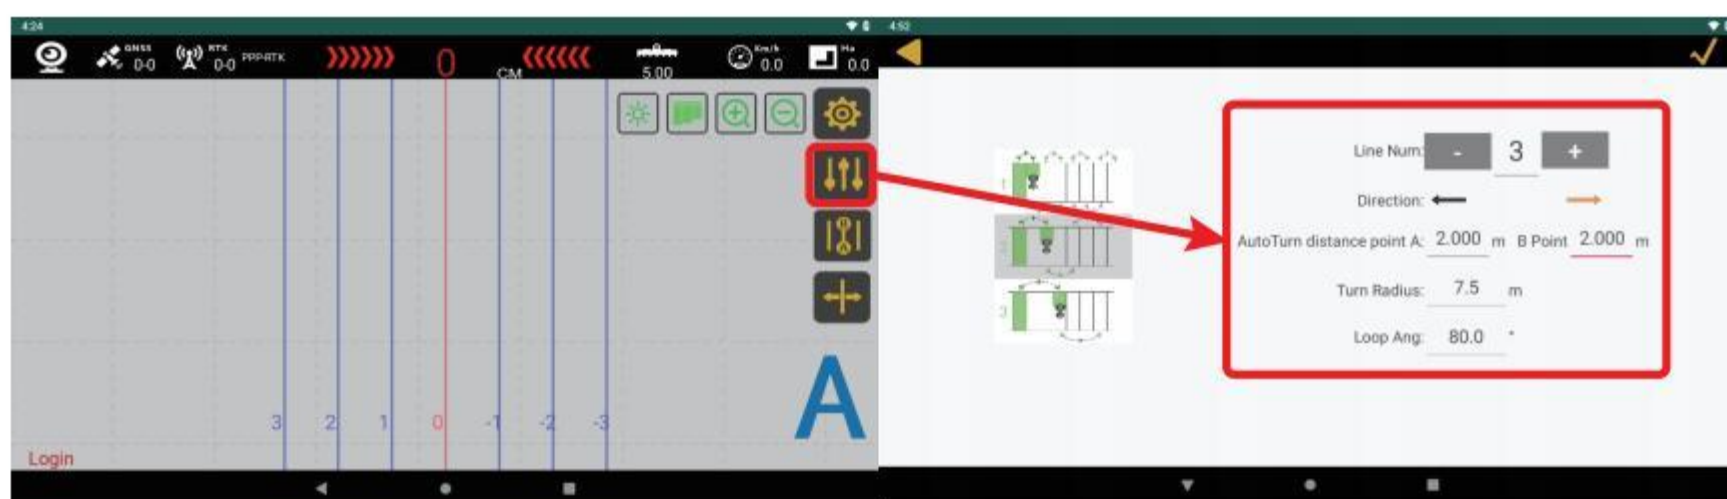 4:24
GNSS
0-0
RTK
0-0
PPP-RTK
0
CM
5.00
Km/h
0.0
Ha
0.0
3 2 1 0 -1 -2 -3
A
Login
4:52
1
3
Line Num: - 3 +
Direction:
AutoTurn distance point A: 2.000 m B Point 2.000 m
Turn Radius: 7.5 m
Loop Ang: 80.0 °